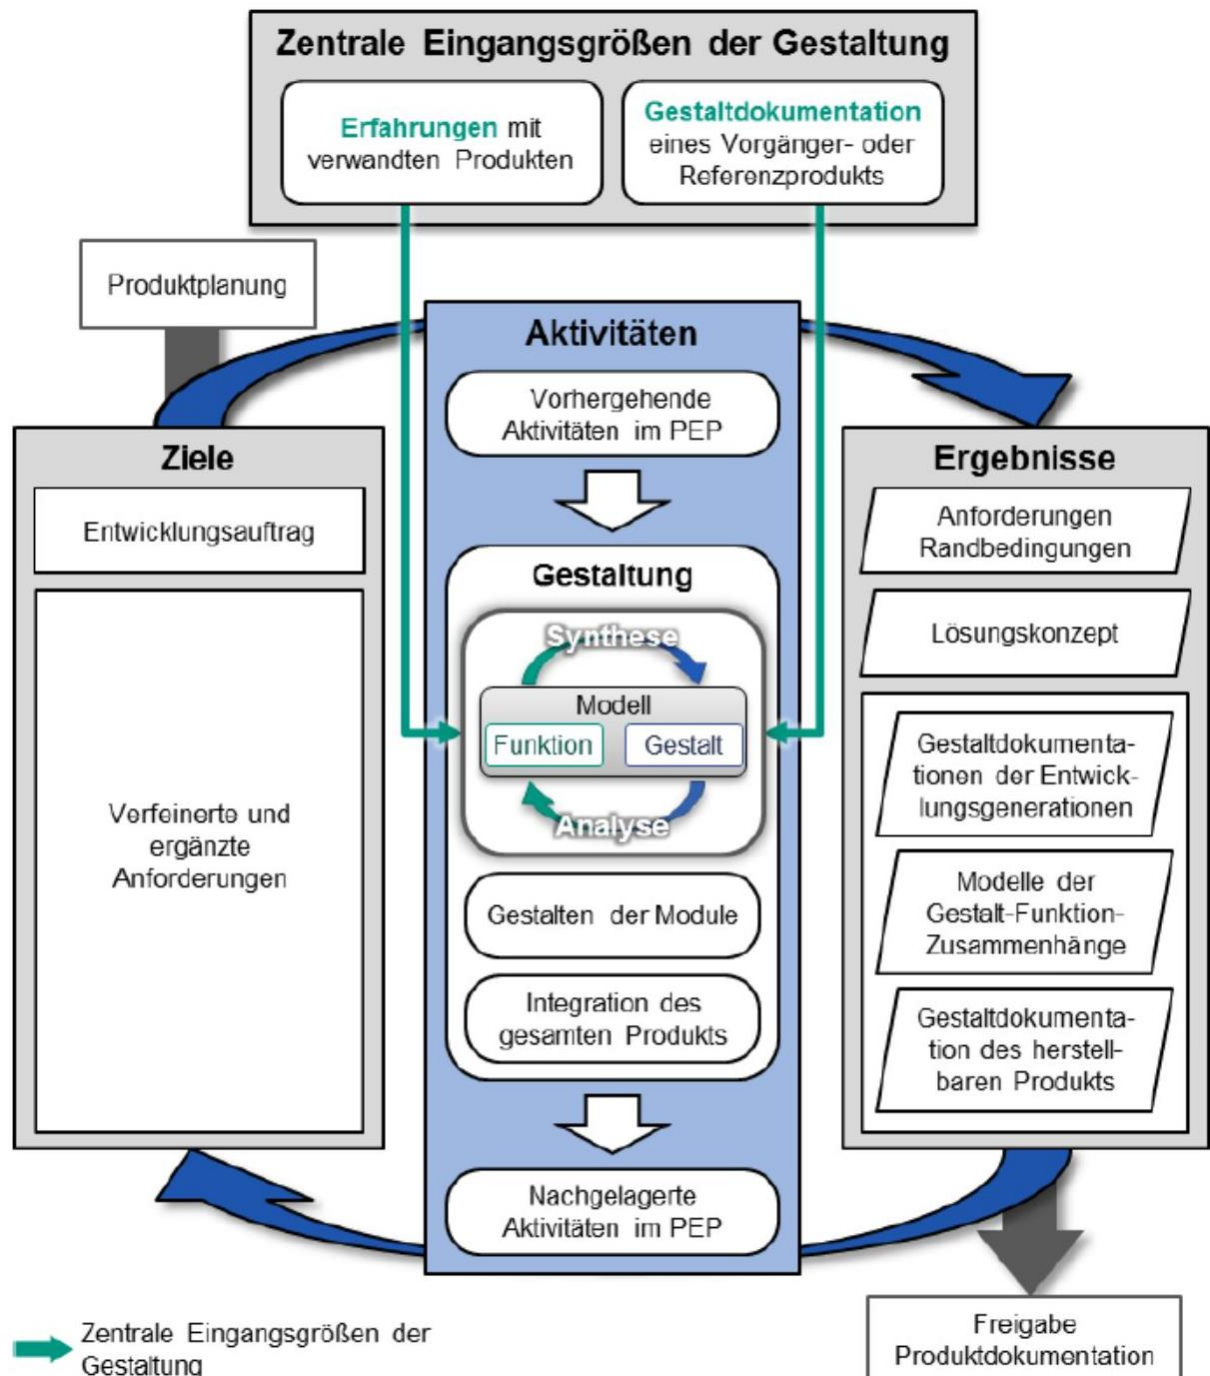 Zentrale Eingangsgrößen der Gestaltung
Erfahrungen mit
verwandten Produkten
Gestaltdokumentation
eines Vorgänger- oder
Referenzprodukts
Produktplanung
Aktivitäten
Vorhergehende
Aktivitäten im PEP
Ziele
Entwicklungsauftrag
Verfeinerte und
ergänzte
Anforderungen
Gestaltung
Synthese
Modell
Funktion
Gestalt
Analyse
Gestalten der Module
Integration des
gesamten Produkts
Nachgelagerte
Aktivitäten im PEP
Ergebnisse
Anforderungen
Randbedingungen
Lösungskonzept
Gestaltdokumenta-
tionen der Entwick-
lungsgenerationen
Modelle der
Gestalt-Funktion-
Zusammenhänge
Gestaltdokumenta-
tion des herstell-
baren Produkts
Zentrale Eingangsgrößen der
Gestaltung
Freigabe
Produktdokumentation